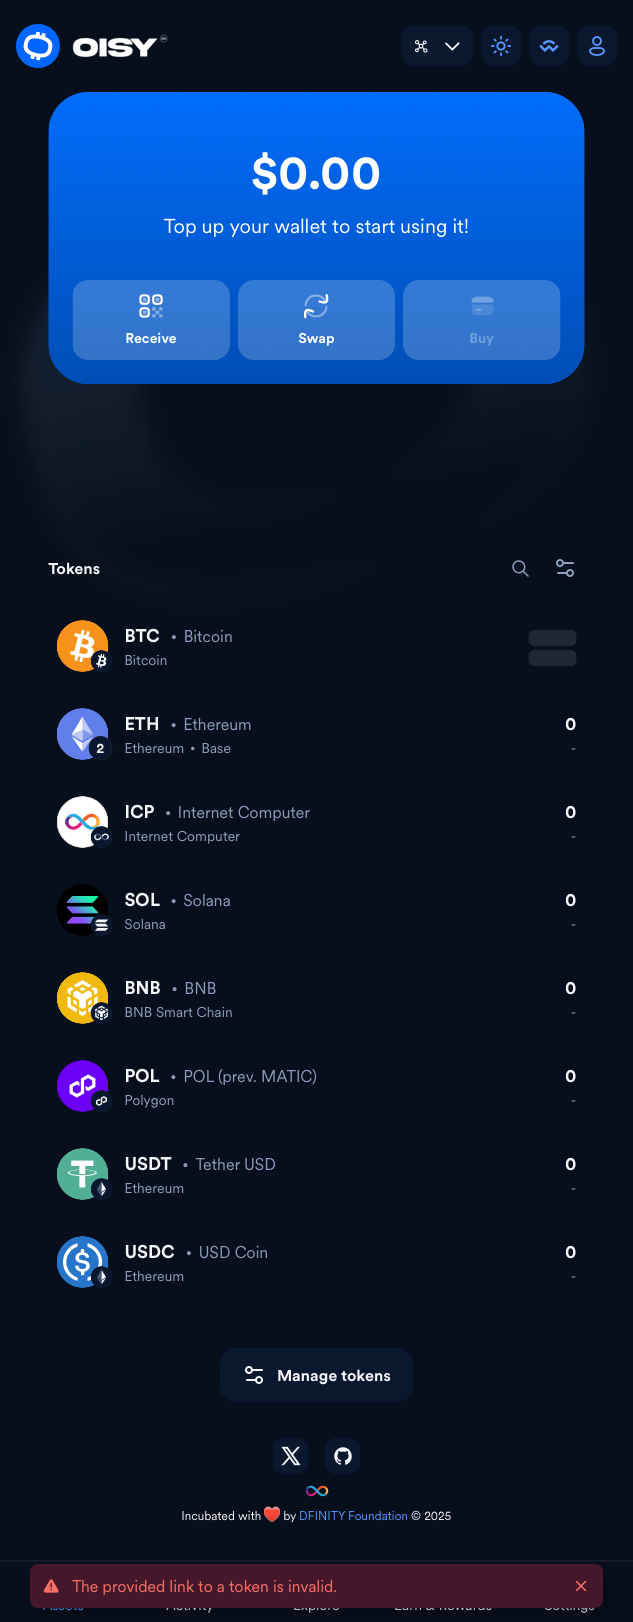 OISY
$0.00
Top up your wallet to start using it!
Receive
Swap
Buy
Tokens
BTC • Bitcoin
Bitcoin
ETH • Ethereum
0
2
Ethereum • Base
-
ICP • Internet Computer
0
Internet Computer
-
SOL • Solana
0
Solana
-
BNB • BNB
0
BNB Smart Chain
-
POL • POL (prev. MATIC)
0
Polygon
-
USDT • Tether USD
0
Ethereum
-
USDC • USD Coin
0
Ethereum
-
Manage tokens
Incubated with ❤️ by DFINITY Foundation © 2025
The provided link to a token is invalid.
Assets
Activity
Explore
Earn & Rewards
Settings